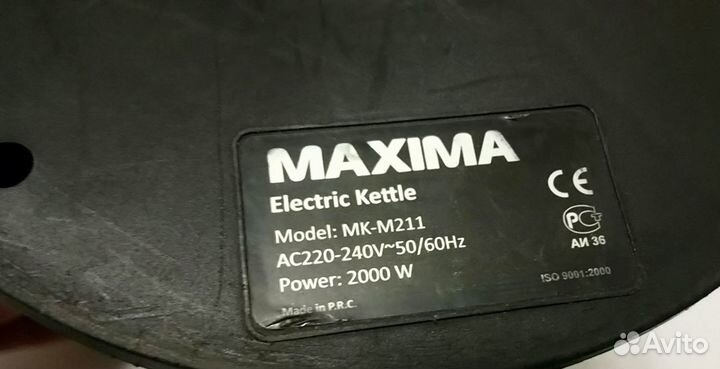 MAXIMA
Electric Kettle
Model: MK-M211
AC220-240V~50/60Hz
Power: 2000 W
Made in P.R.C.
CE
РСТ
АИ 36
ISO 9001:2000
Avito